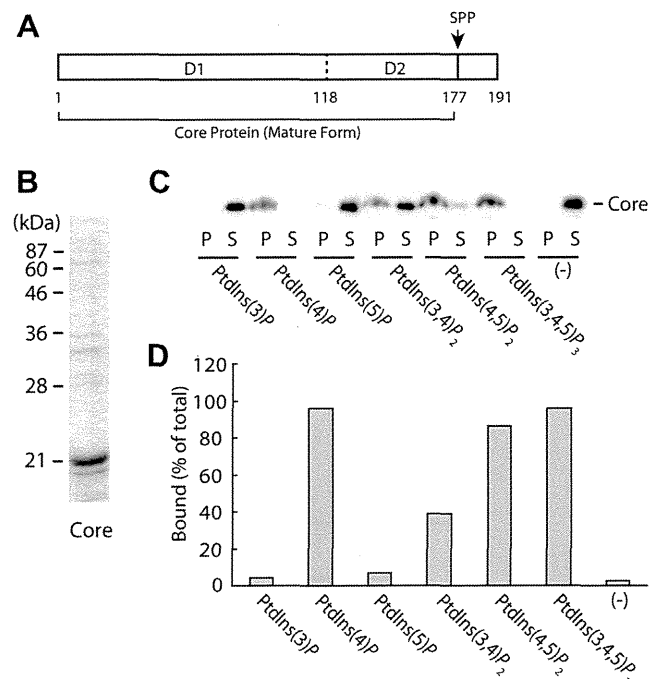 A
SPP
D1 D2
1 118 177 191
Core Protein (Mature Form)
B
(kDa)
87
60
46
36
28
21
Core
C
Core
P S P S P S P S P S P S P S
PtdIns(3)P PtdIns(4)P PtdIns(5)P PtdIns(3,4)P2 PtdIns(4,5)P2 PtdIns(3,4,5)P3 (-)
D
Bound (% of total)
120
100
80
60
40
20
0
PtdIns(3)P PtdIns(4)P PtdIns(5)P PtdIns(3,4)P2 PtdIns(4,5)P2 PtdIns(3,4,5)P (-)